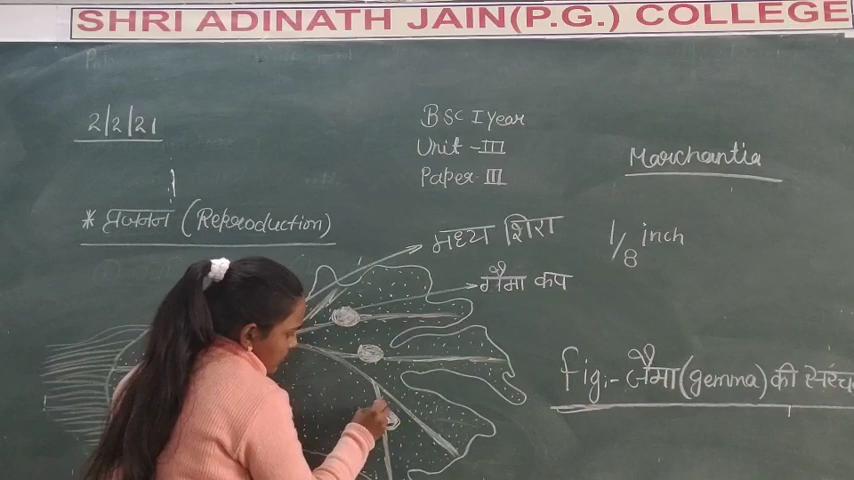 SHRI ADINATH JAIN(P.G.) COLLEGE
2/2/21
BSC I Year
Unit - III
Paper III
Marchantia
* प्रजनन (Reproduction)
मध्य शिरा
1/8 inch
गैमा कप
fig:- जैमा (gemma) की संरच